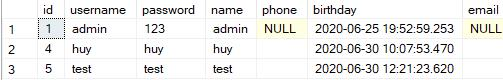 id username password name phone birthday email
1 1 admin 123 admin NULL 2020-06-25 19:52:59.253 NULL
2 4 huy huy huy 2020-06-30 10:07:53.470
3 5 test test test 2020-06-30 12:21:23.620